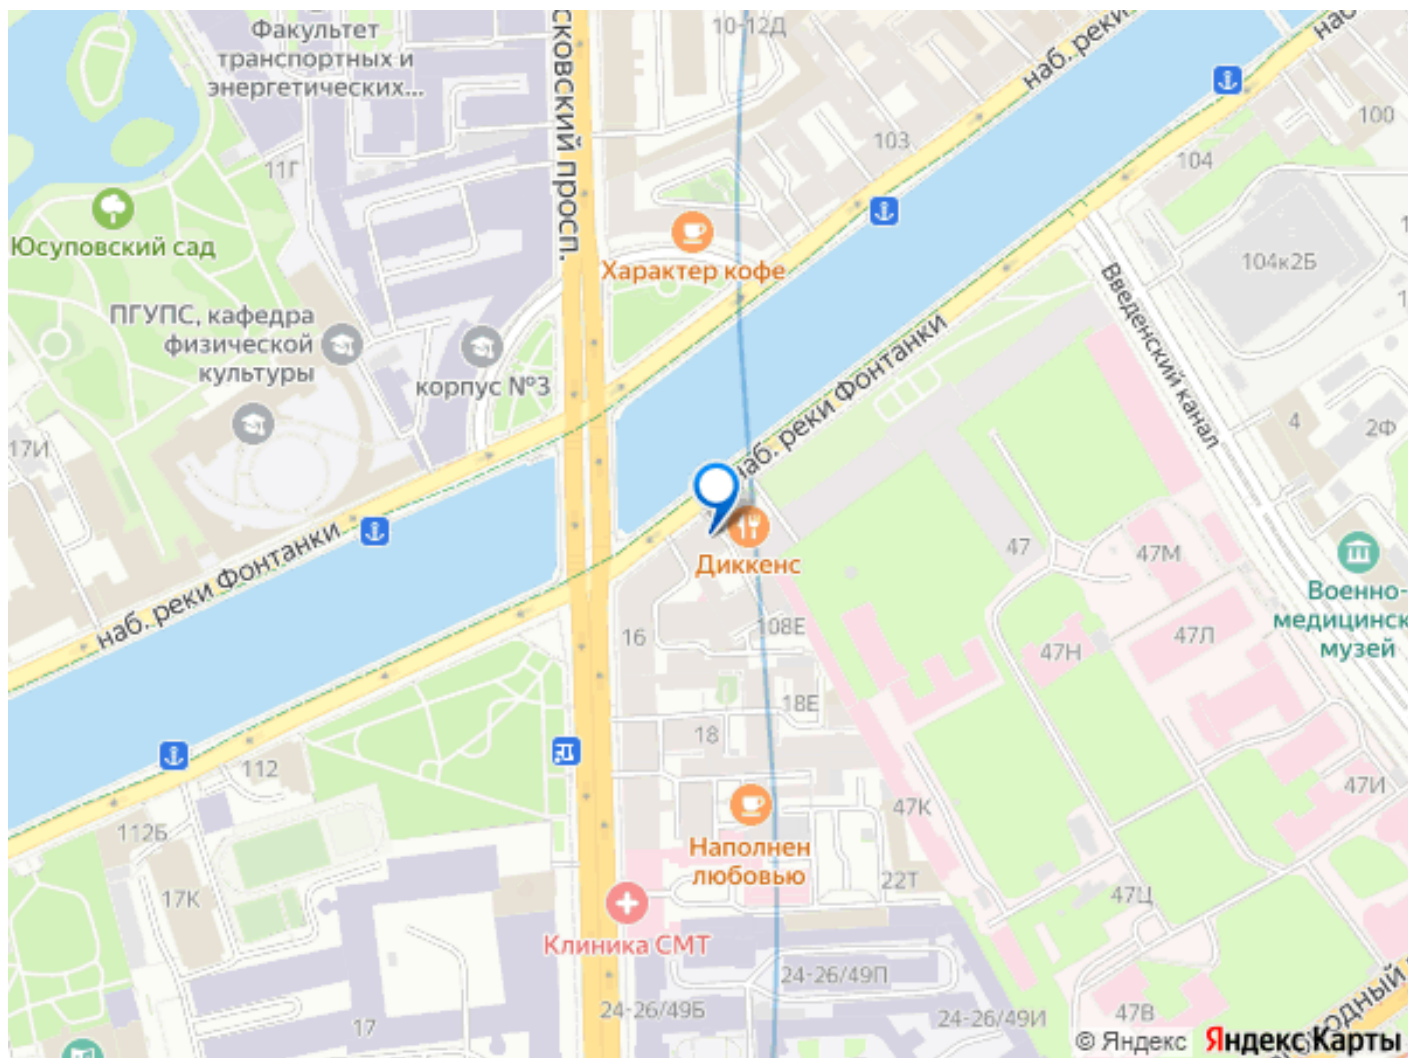 Факультет
транспортных и
энергетических...
СКОВСКИЙ ПРОСП.
10-12Д
наб. реки
наб
103
100
104
11Г
Юсуповский сад
Характер кофе
104к2Б
Введенский канал
ПГУПС, кафедра
физической
культуры
корпус №3
наб. реки Фонтанки
4
2Ф
17И
наб. реки Фонтанки
Диккенс
47
47М
Военно-
медицинск
музей
16
108Е
47Н
47Л
18Е
18
112
47И
112Б
Наполнен
любовью
47К
17К
22Т
47Ц
Клиника СМТ
24-26/49П
24-26/49Б
24-26/49И
47В
17
ОДНЫЙ
© Яндекс Яндекс Карты